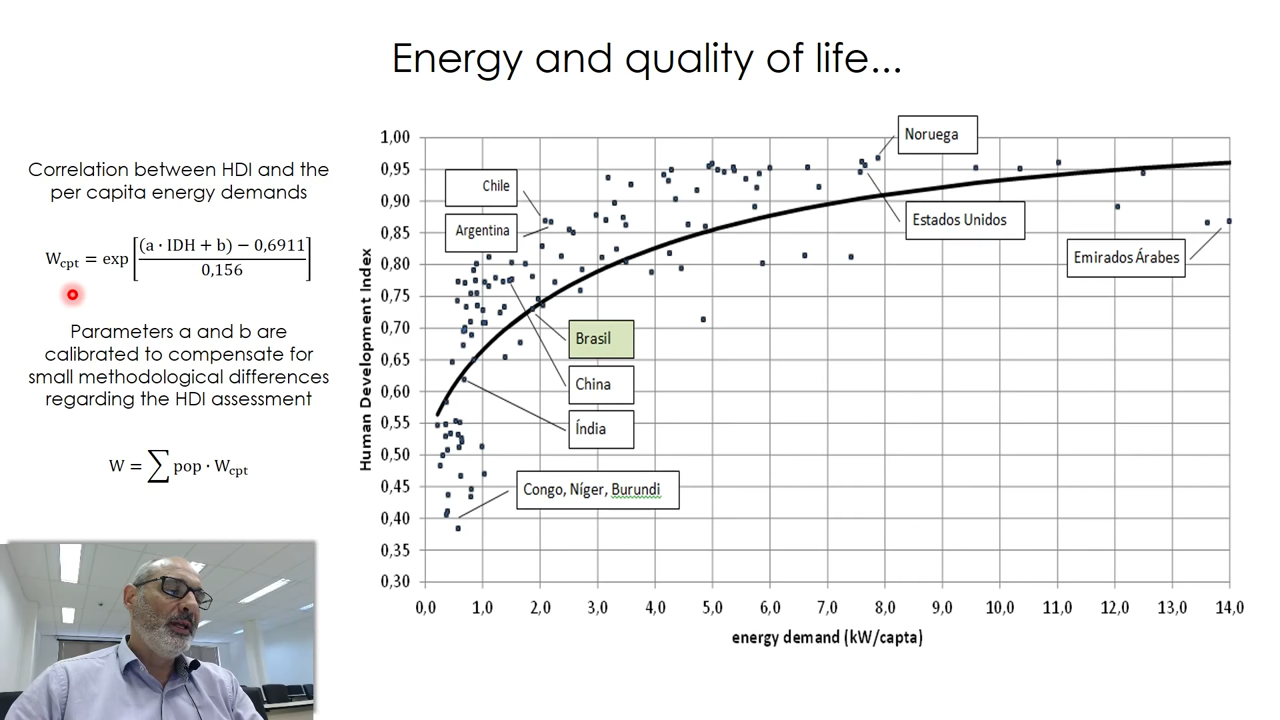 Energy and quality of life...
Correlation between HDI and the
per capita energy demands
W_cpt = exp[((a · IDH + b) − 0,6911)/0,156]
Parameters a and b are
calibrated to compensate for
small methodological differences
regarding the HDI assessment
W = ∑ pop · W_cpt
Human Development Index
1,00
0,95
0,90
0,85
0,80
0,75
0,70
0,65
0,60
0,55
0,50
0,45
0,40
0,35
0,30
Noruega
Chile
Argentina
Estados Unidos
Emirados Árabes
Brasil
China
Índia
Congo, Níger, Burundi
0,0 1,0 2,0 3,0 4,0 5,0 6,0 7,0 8,0 9,0 10,0 11,0 12,0 13,0 14,0
energy demand (kW/capta)